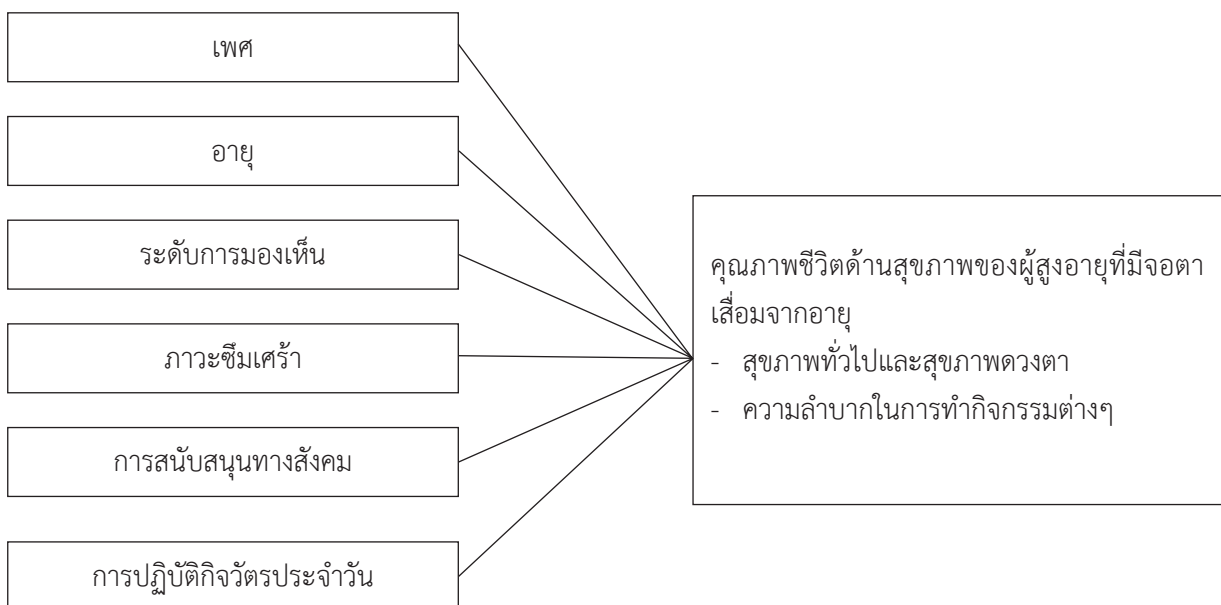 เพศ
อายุ
ระดับการมองเห็น
ภาวะซึมเศร้า
การสนับสนุนทางสังคม
การปฏิบัติกิจวัตรประจำวัน
คุณภาพชีวิตด้านสุขภาพของผู้สูงอายุที่มีจอตา
เสื่อมจากอายุ
- สุขภาพทั่วไปและสุขภาพดวงตา
- ความลำบากในการทำกิจกรรมต่างๆ